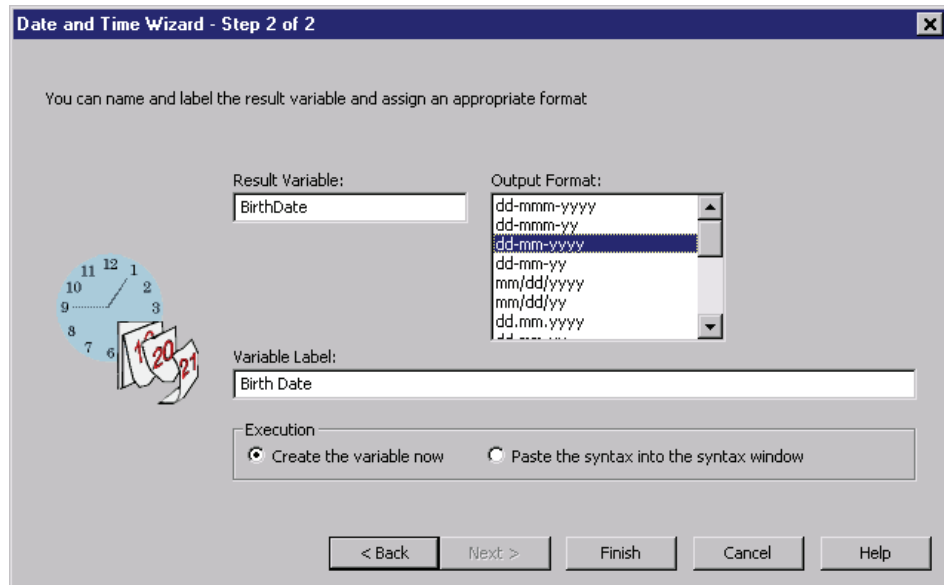 Date and Time Wizard - Step 2 of 2
You can name and label the result variable and assign an appropriate format
Result Variable:
BirthDate
Output Format:
dd-mmm-yyyy
dd-mmm-yy
dd-mm-yyyy
dd-mm-yy
mm/dd/yyyy
mm/dd/yy
dd.mm.yyyy
11 12 1
10 2
9 3
8
7 6
20
21
Variable Label:
Birth Date
Execution
Create the variable now
Paste the syntax into the syntax window
< Back
Next >
Finish
Cancel
Help